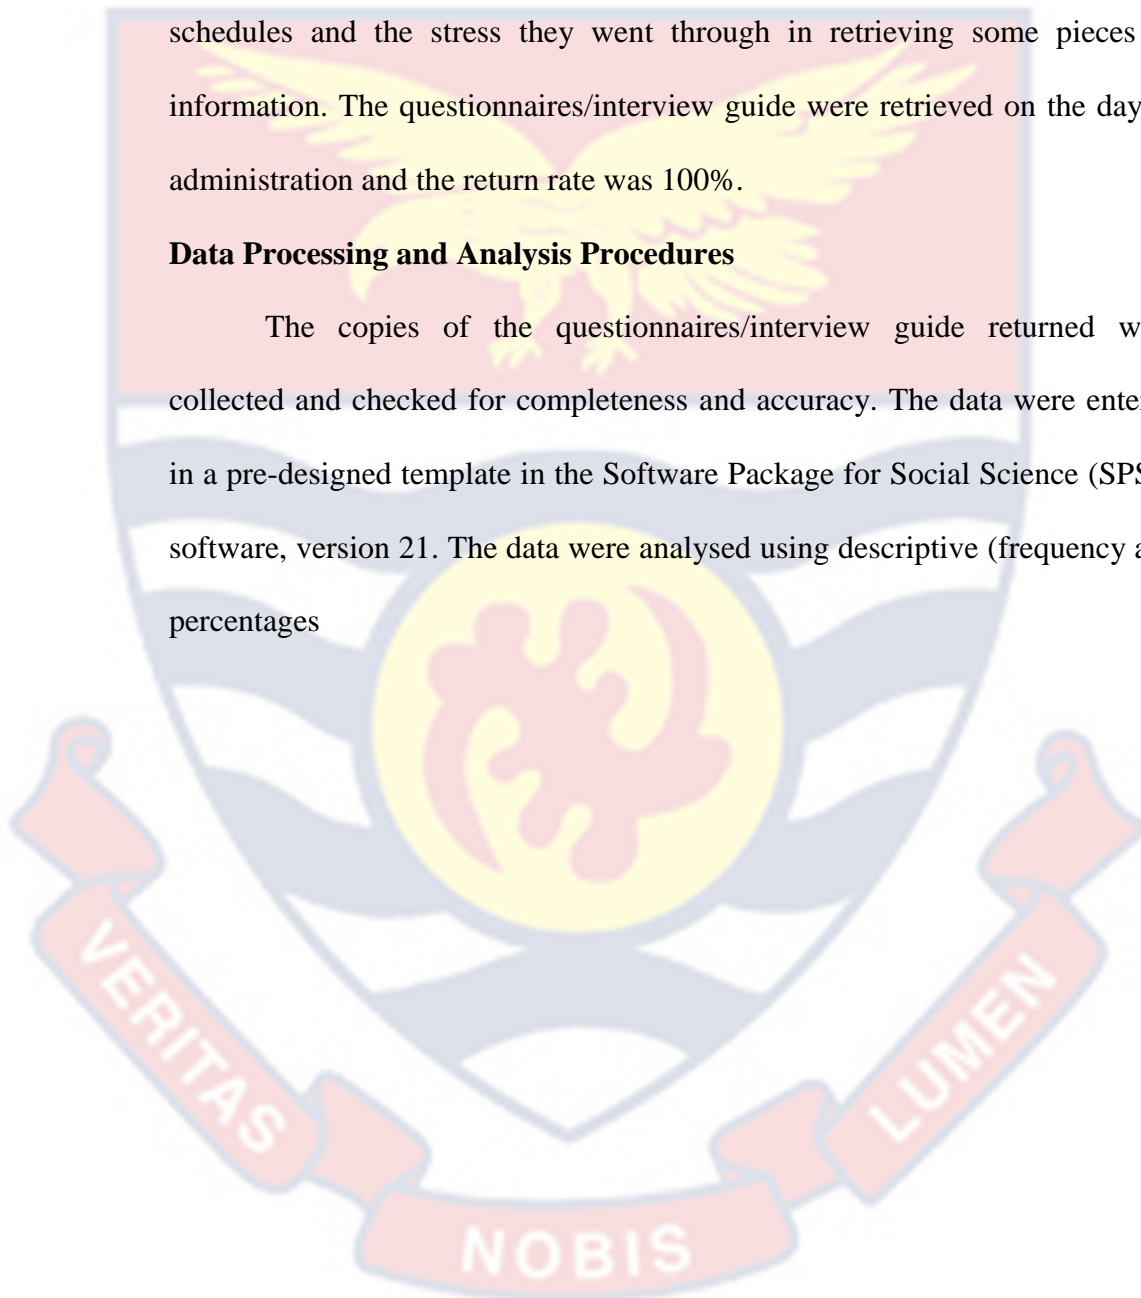 schedules and the stress they went through in retrieving some pieces
information. The questionnaires/interview guide were retrieved on the day
administration and the return rate was 100%.
Data Processing and Analysis Procedures
The copies of the questionnaires/interview guide returned w
collected and checked for completeness and accuracy. The data were enter
in a pre-designed template in the Software Package for Social Science (SPS
software, version 21. The data were analysed using descriptive (frequency a
percentages
VERITAS
NOBIS
LUMEN